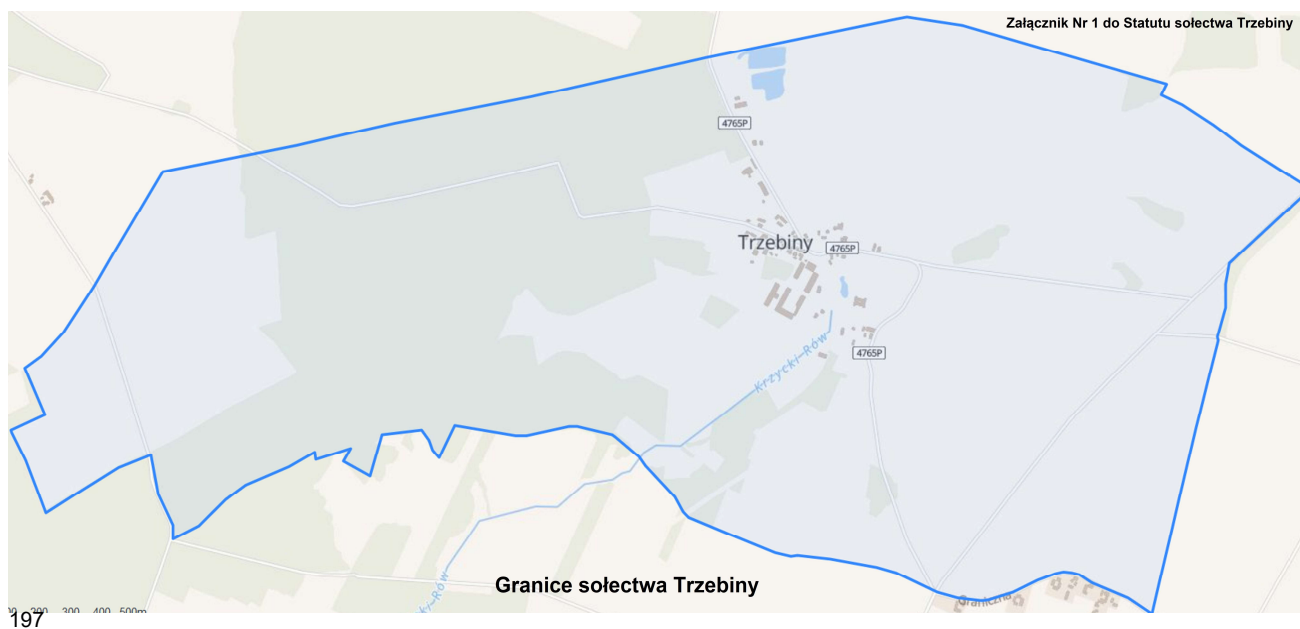 Załącznik Nr 1 do Statutu sołectwa Trzebiny
4765P
Trzebiny
4765P
Krzycki Rów
4765P
Granice sołectwa Trzebiny
Graniczna
200 300 400 500m
197